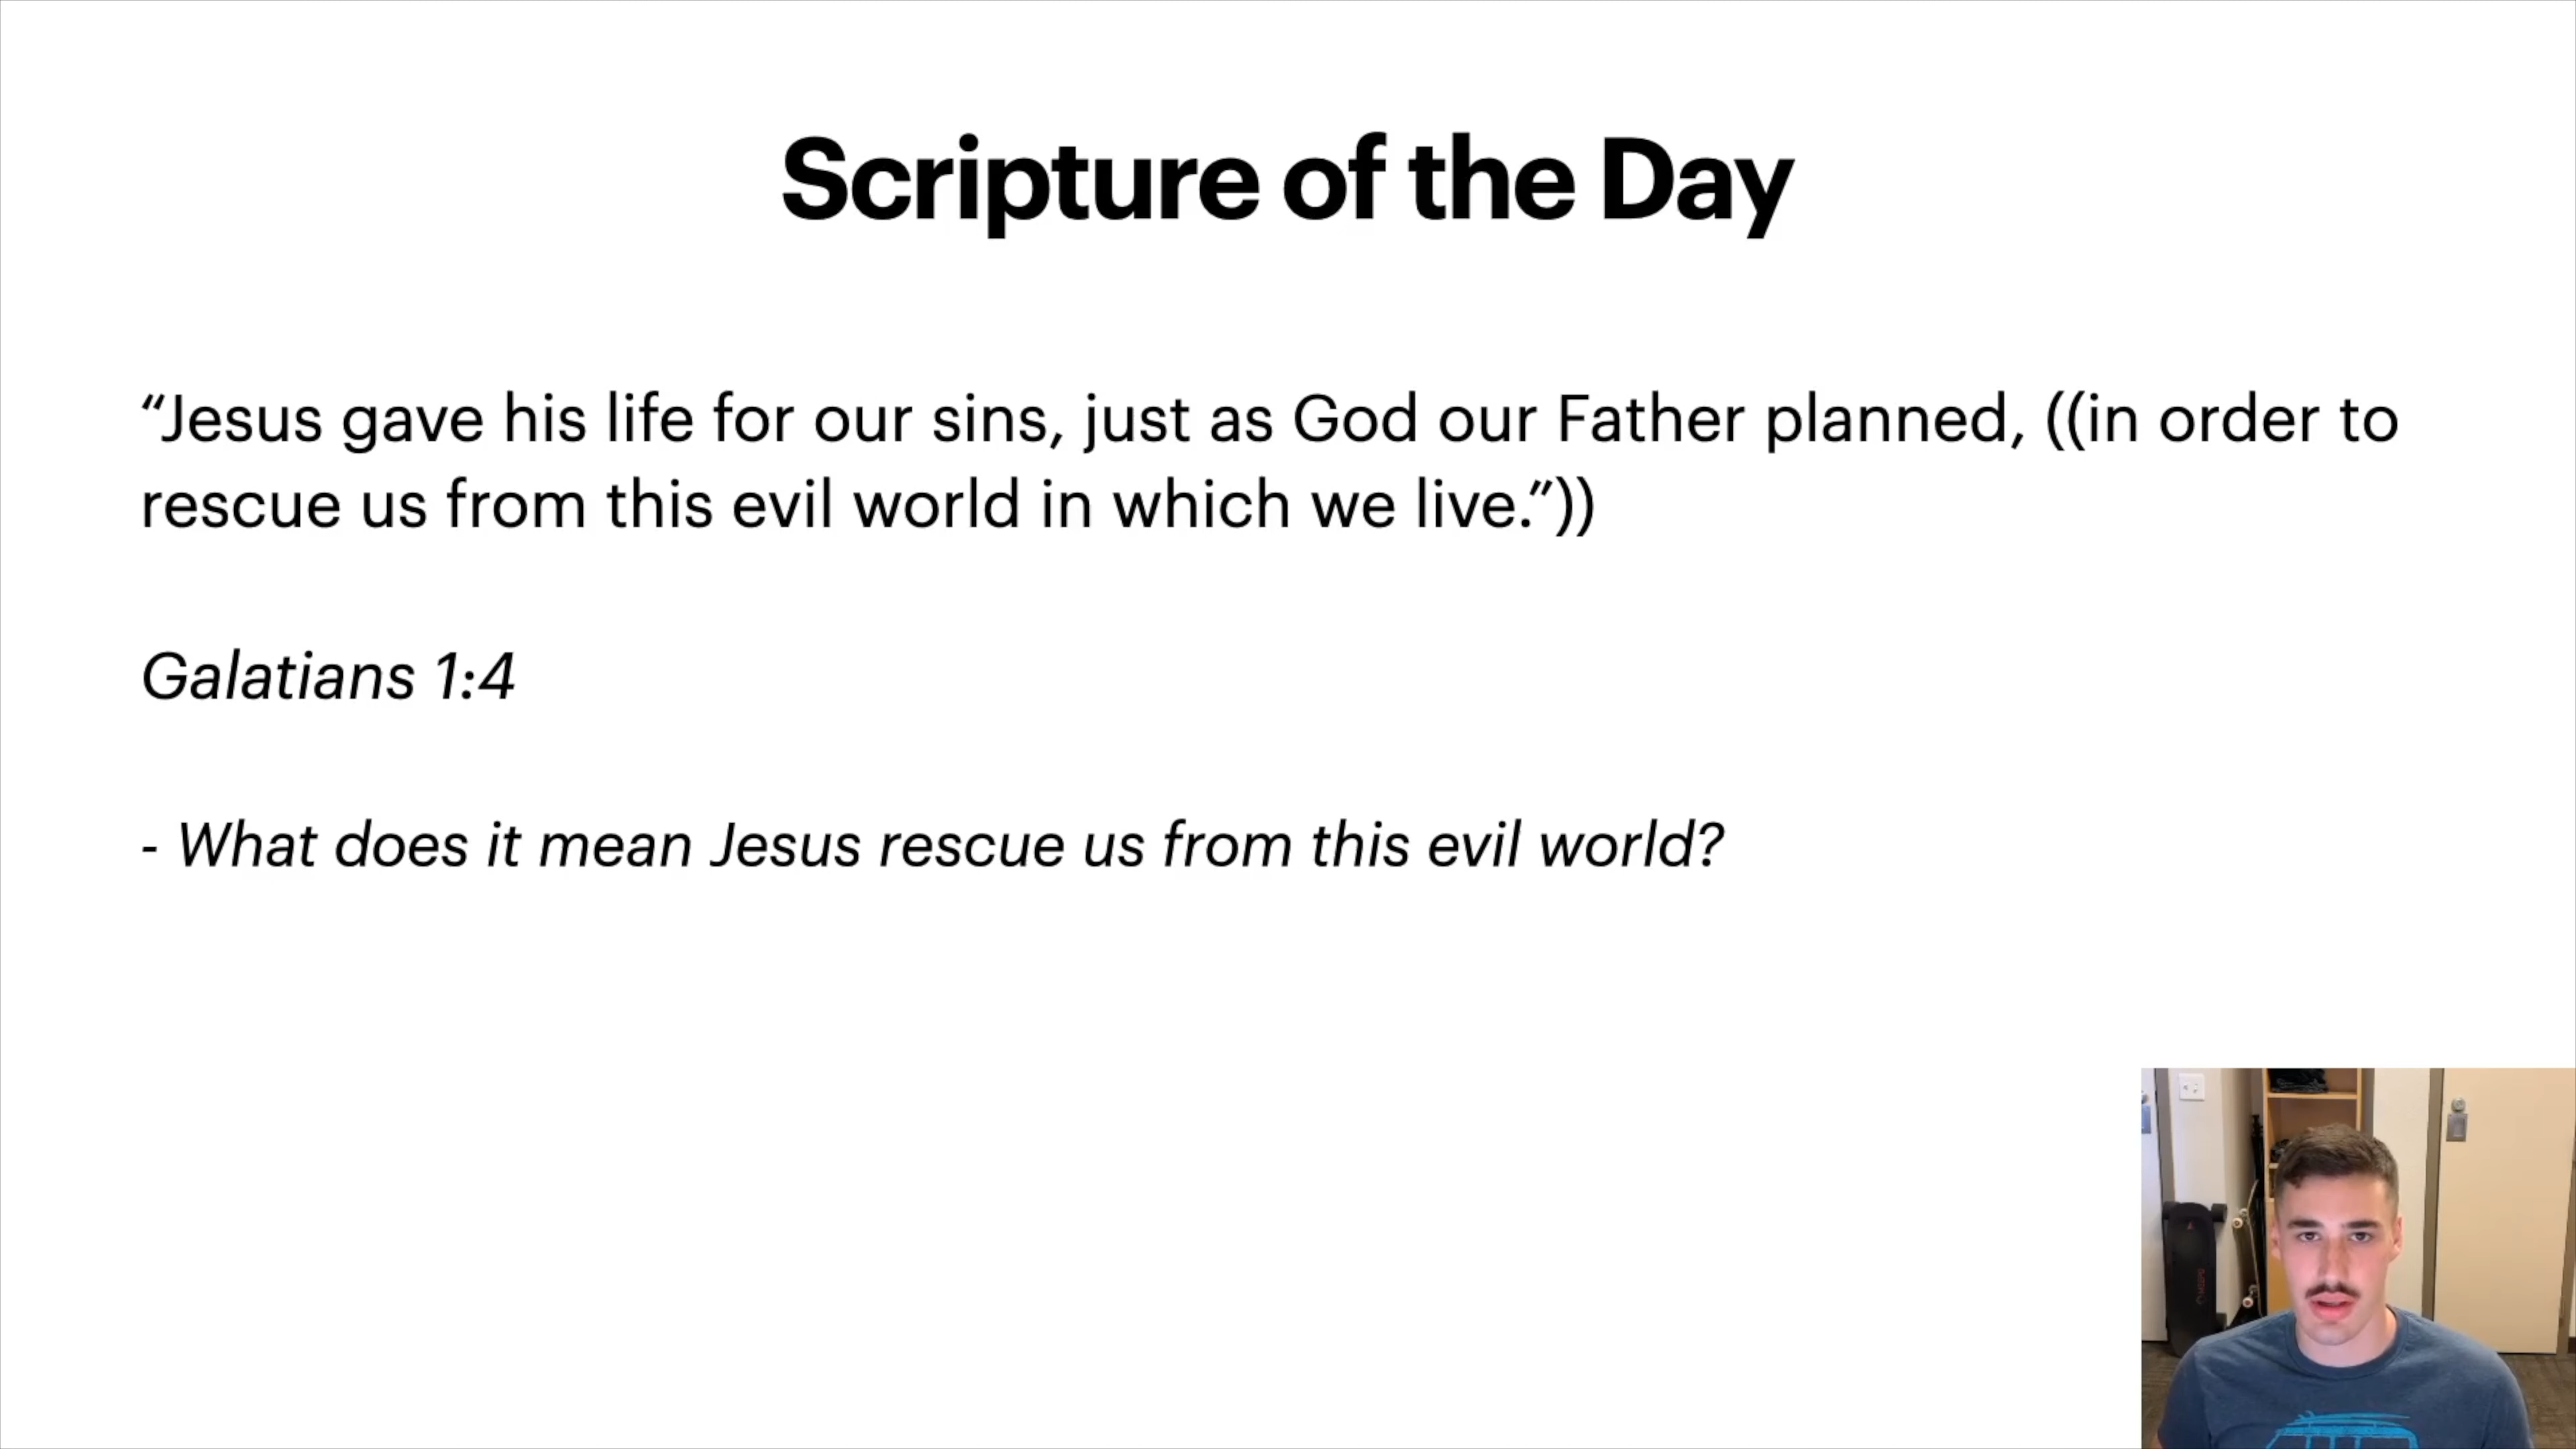 Scripture of the Day
“Jesus gave his life for our sins, just as God our Father planned, ((in order to
rescue us from this evil world in which we live.”))
Galatians 1:4
- What does it mean Jesus rescue us from this evil world?